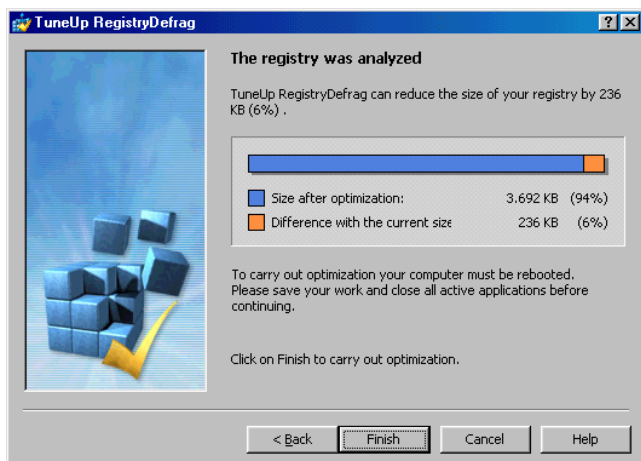 TuneUp RegistryDefrag
The registry was analyzed
TuneUp RegistryDefrag can reduce the size of your registry by 236
KB (6%) .
Size after optimization: 3.692 KB (94%)
Difference with the current size 236 KB (6%)
To carry out optimization your computer must be rebooted.
Please save your work and close all active applications before
continuing.
Click on Finish to carry out optimization.
< Back Finish Cancel Help